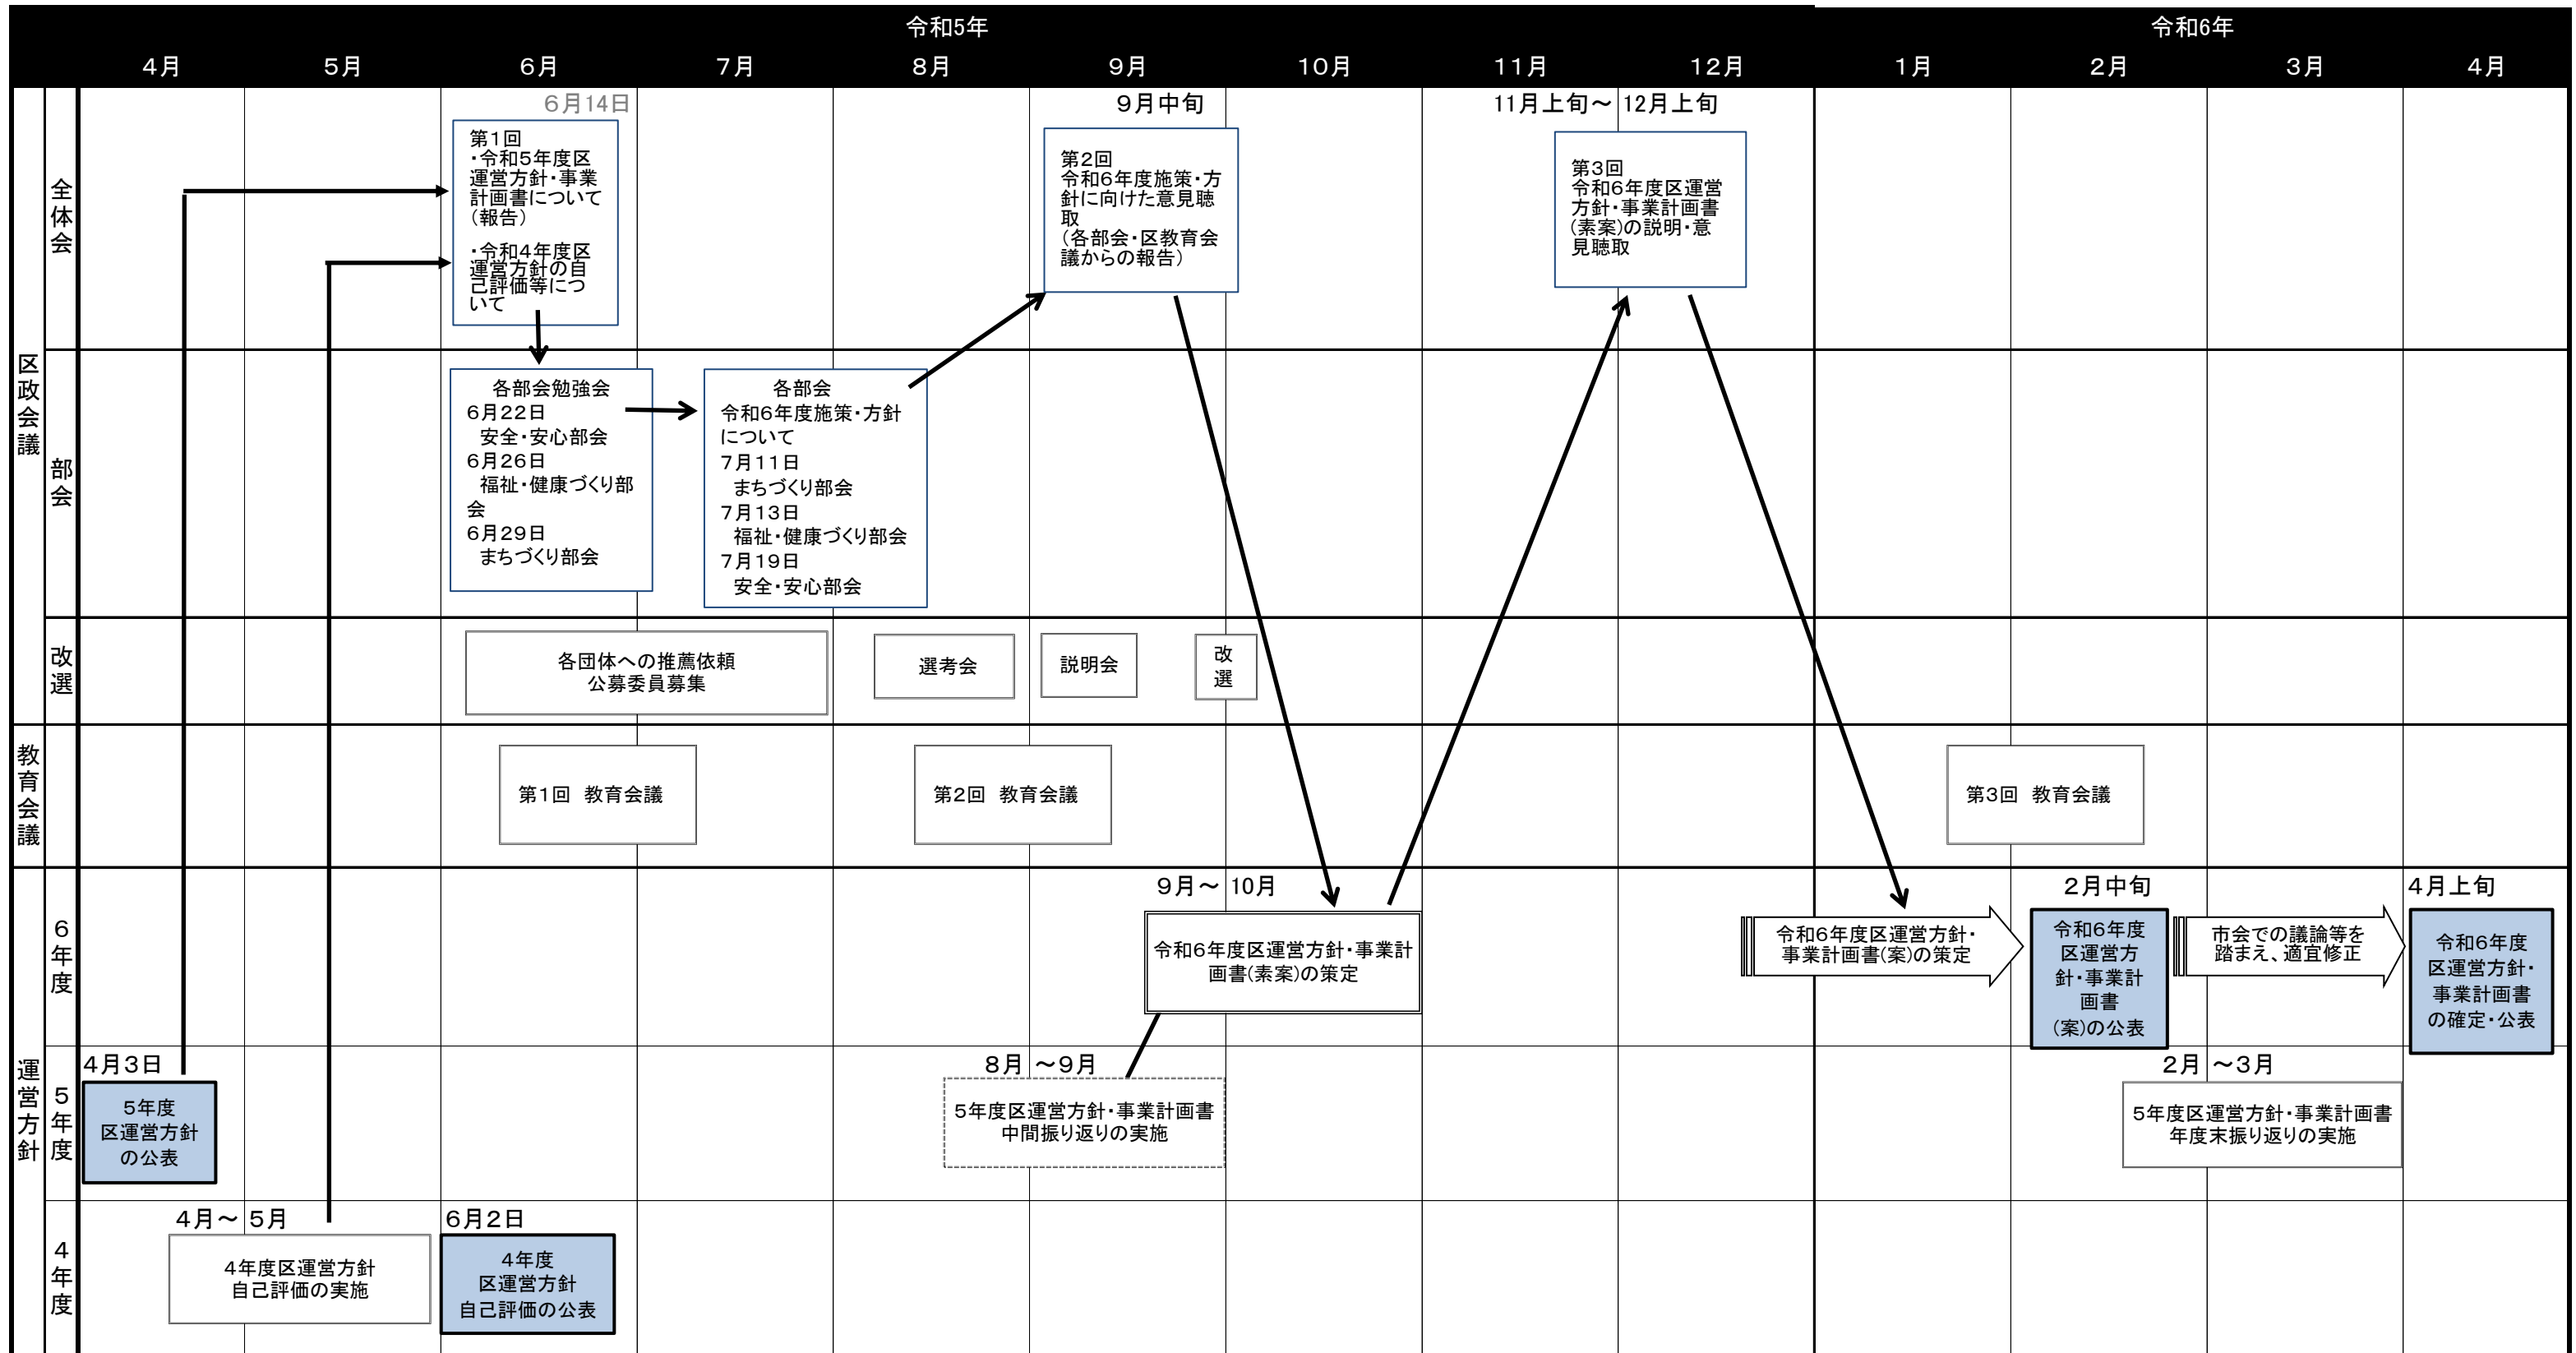 令和5年
令和6年
4月 5月 6月 7月 8月 9月 10月 11月 12月 1月 2月 3月 4月
区政会議
全体会
6月14日
第1回
・令和5年度区
運営方針・事業
計画書について
(報告)
・令和4年度区
運営方針の自
己評価等につ
いて
9月中旬
第2回
令和6年度施策・方
針に向けた意見聴
取
(各部会・区教育会
議からの報告)
11月上旬～12月上旬
第3回
令和6年度区運営
方針・事業計画書
(素案)の説明・意
見聴取
部会
各部会勉強会
6月22日
安全・安心部会
6月26日
福祉・健康づくり部
会
6月29日
まちづくり部会
各部会
令和6年度施策・方針
について
7月11日
まちづくり部会
7月13日
福祉・健康づくり部会
7月19日
安全・安心部会
改選
各団体への推薦依頼
公募委員募集
選考会
説明会
改
選
教育会議
第1回 教育会議
第2回 教育会議
第3回 教育会議
運営方針
6年度
9月～10月
令和6年度区運営方針・事業計
画書(素案)の策定
令和6年度区運営方針・
事業計画書(案)の策定
2月中旬
令和6年度
区運営方
針・事業計
画書
(案)の公表
市会での議論等を
踏まえ、適宜修正
4月上旬
令和6年度
区運営方針・
事業計画書
の確定・公表
5年度
4月3日
5年度
区運営方針
の公表
8月～9月
5年度区運営方針・事業計画書
中間振り返りの実施
2月～3月
5年度区運営方針・事業計画書
年度末振り返りの実施
4年度
4月～5月
4年度区運営方針
自己評価の実施
6月2日
4年度
区運営方針
自己評価の公表